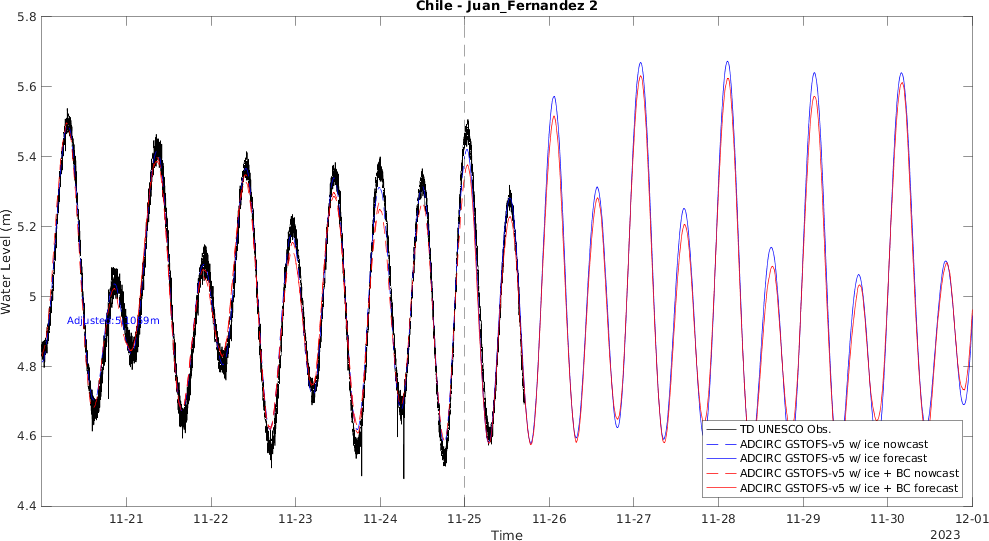 Chile - Juan_Fernandez 2
5.8
5.6
5.4
5.2
5
4.8
4.6
4.4
Water Level (m)
TD UNESCO Obs.
ADCIRC GSTOFS-v5 w/ ice nowcast
ADCIRC GSTOFS-v5 w/ ice forecast
ADCIRC GSTOFS-v5 w/ ice + BC nowcast
ADCIRC GSTOFS-v5 w/ ice + BC forecast
11-21
11-22
11-23
11-24
11-25
11-26
11-27
11-28
11-29
11-30
12-01
Time
2023